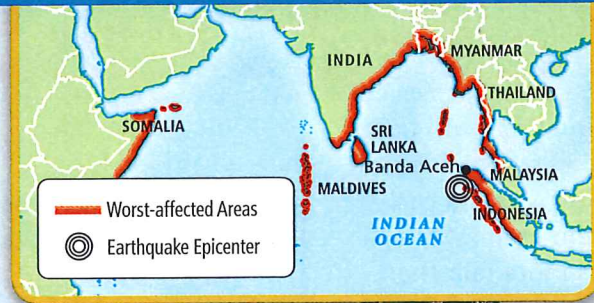 INDIA
MYANMAR
THAILAND
SOMALIA
SRI
LANKA
Banda Aceh
MALAYSIA
MALDIVES
INDONESIA
INDIAN
OCEAN
Worst-affected Areas
Earthquake Epicenter